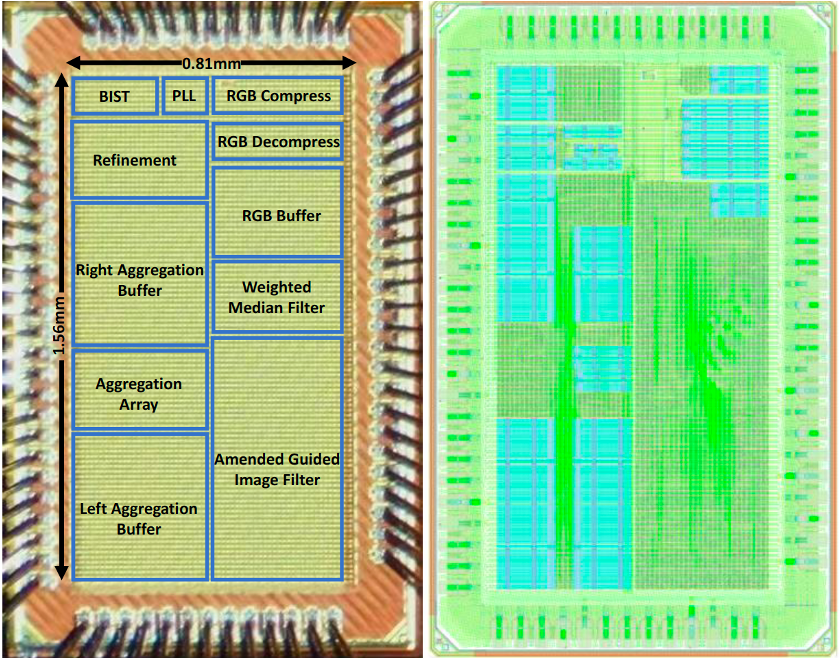 0.81mm
BIST
PLL
RGB Compress
Refinement
RGB Decompress
RGB Buffer
Right Aggregation
Buffer
Weighted
Median Filter
1.56mm
Aggregation
Array
Amended Guided
Image Filter
Left Aggregation
Buffer